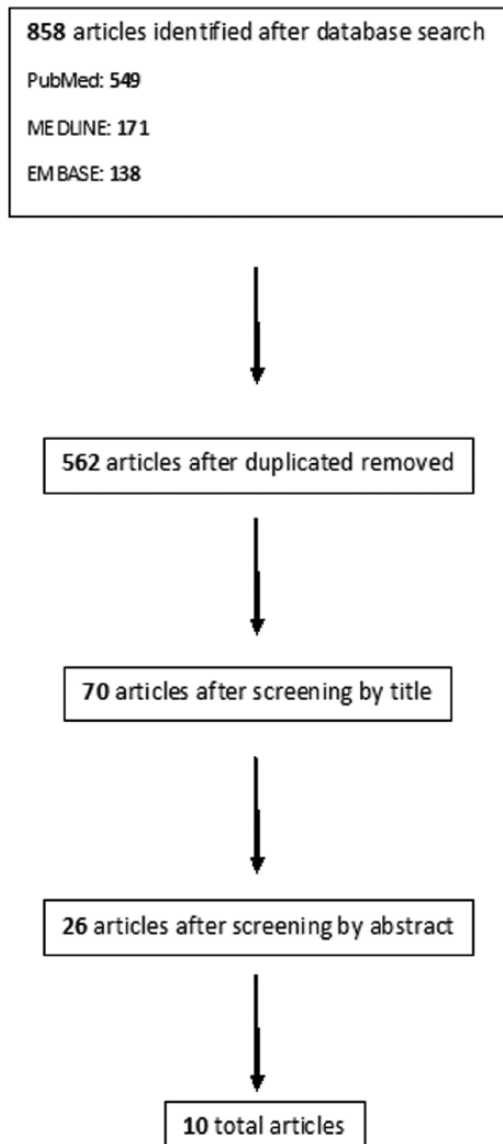 858 articles identified after database search
PubMed: 549
MEDLINE: 171
EMBASE: 138
562 articles after duplicated removed
70 articles after screening by title
26 articles after screening by abstract
10 total articles